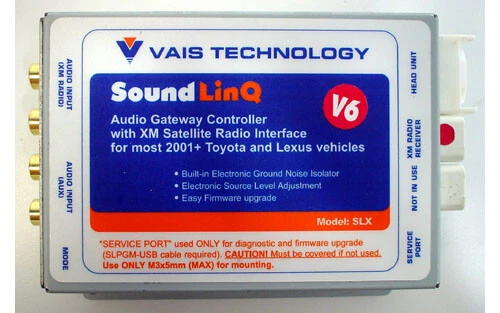 VAIS TECHNOLOGY
SoundLinQ
V6
Audio Gateway Controller
with XM Satellite Radio Interface
for most 2001+ Toyota and Lexus vehicles
• Built-in Electronic Ground Noise Isolator
• Electronic Source Level Adjustment
• Easy Firmware upgrade
Model: SLX
"SERVICE PORT" used ONLY for diagnostic and firmware upgrade
(SLPGM-USB cable required). CAUTION! Must be covered if not used.
Use ONLY M3x5mm (MAX) for mounting.
AUDIO INPUT
(XM RADIO)
AUDIO INPUT
(AUX)
MODE
HEAD UNIT
XM RADIO
RECEIVER
NOT IN USE
SERVICE
PORT